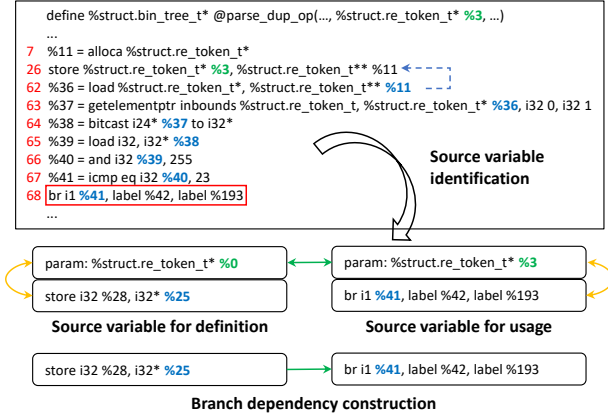 define %struct.bin_tree_t* @parse_dup_op(…, %struct.re_token_t* %3, …)
...
7 %11 = alloca %struct.re_token_t*
26 store %struct.re_token_t* %3, %struct.re_token_t** %11
62 %36 = load %struct.re_token_t*, %struct.re_token_t** %11
63 %37 = getelementptr inbounds %struct.re_token_t, %struct.re_token_t* %36, i32 0, i32 1
64 %38 = bitcast i24* %37 to i32*
65 %39 = load i32, i32* %38
66 %40 = and i32 %39, 255
67 %41 = icmp eq i32 %40, 23
68 br i1 %41, label %42, label %193
...
Source variable
identification
param: %struct.re_token_t* %0
store i32 %28, i32* %25
Source variable for definition
param: %struct.re_token_t* %3
br i1 %41, label %42, label %193
Source variable for usage
store i32 %28, i32* %25
br i1 %41, label %42, label %193
Branch dependency construction